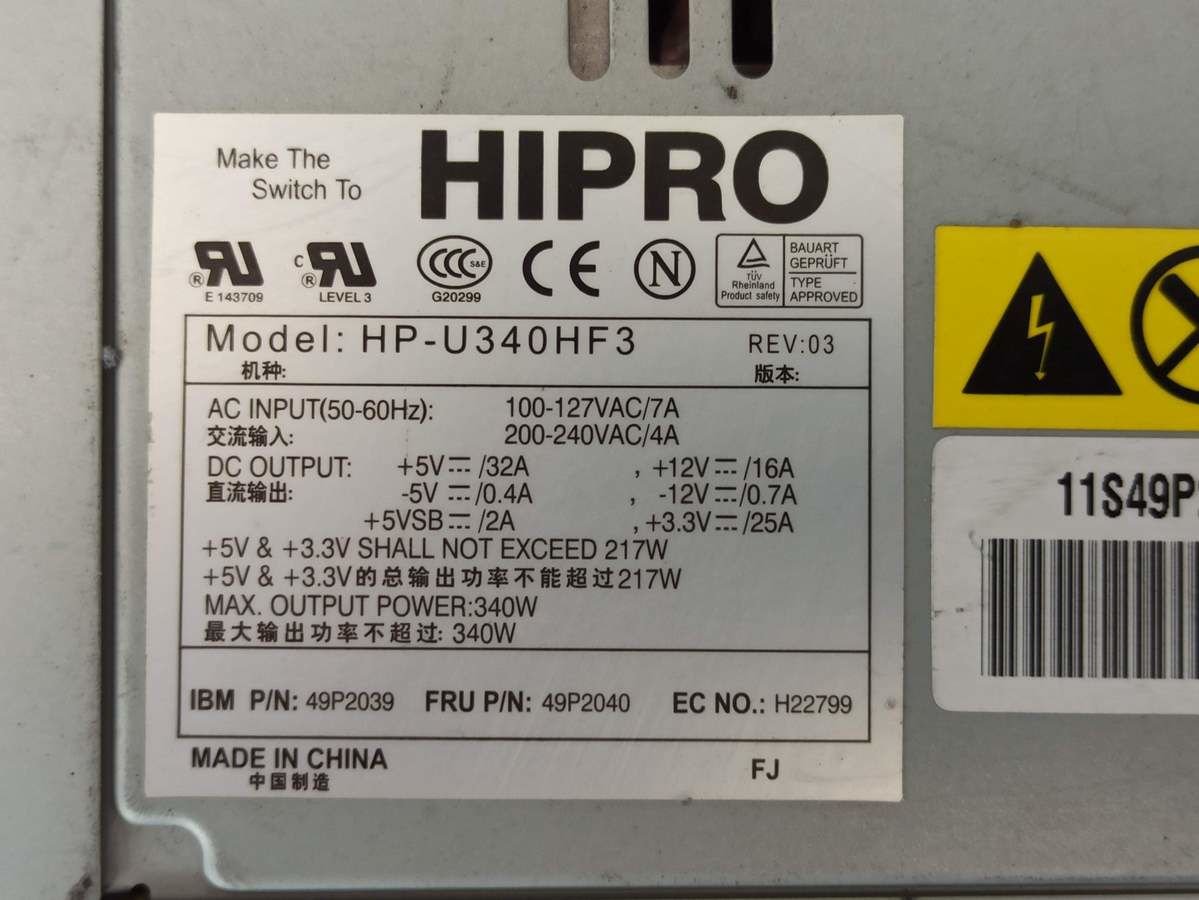 Make The
Switch To
HIPRO
E 143709
C
LEVEL 3
S&E
G20299
CE
N
TÜV
Rheinland
Product safety
BAUART
GEPRÜFT
TYPE
APPROVED
Model: HP-U340HF3 REV:03
机种: 版本:
AC INPUT(50-60Hz): 100-127VAC/7A
交流输入: 200-240VAC/4A
DC OUTPUT: +5V⎓/32A , +12V⎓/16A
直流输出: -5V⎓/0.4A , -12V⎓/0.7A
+5VSB⎓/2A , +3.3V⎓/25A
+5V & +3.3V SHALL NOT EXCEED 217W
+5V & +3.3V的总输出功率不能超过217W
MAX. OUTPUT POWER:340W
最大输出功率不超过: 340W
IBM P/N: 49P2039 FRU P/N: 49P2040 EC NO.: H22799
MADE IN CHINA
中国制造
FJ
11S49P